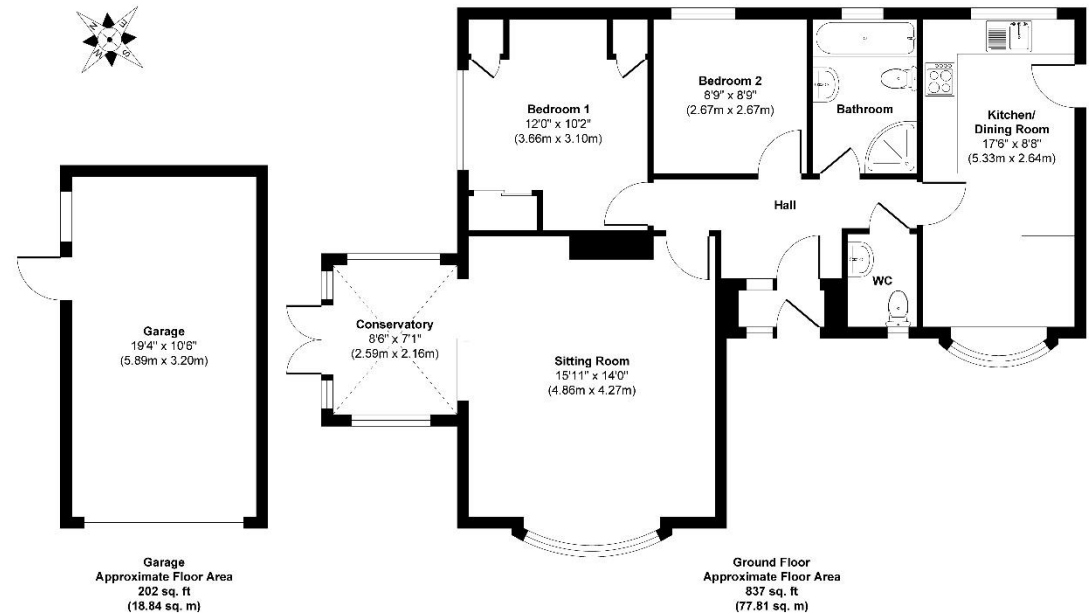 N
E
W
S
Bedroom 1
12'0" x 10'2"
(3.66m x 3.10m)
Bedroom 2
8'9" x 8'9"
(2.67m x 2.67m)
Bathroom
Kitchen/
Dining Room
17'6" x 8'8"
(5.33m x 2.64m)
Hall
WC
Garage
19'4" x 10'6"
(5.89m x 3.20m)
Conservatory
8'6" x 7'1"
(2.59m x 2.16m)
Sitting Room
15'11" x 14'0"
(4.86m x 4.27m)
Garage
Approximate Floor Area
202 sq. ft
(18.84 sq. m)
Ground Floor
Approximate Floor Area
837 sq. ft
(77.81 sq. m)